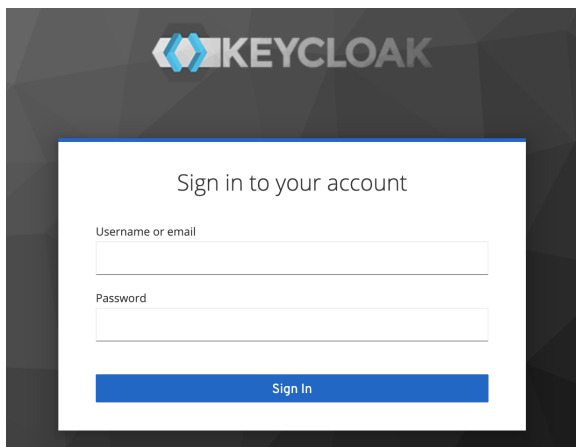 KEYCLOAK
Sign in to your account
Username or email
Password
Sign In